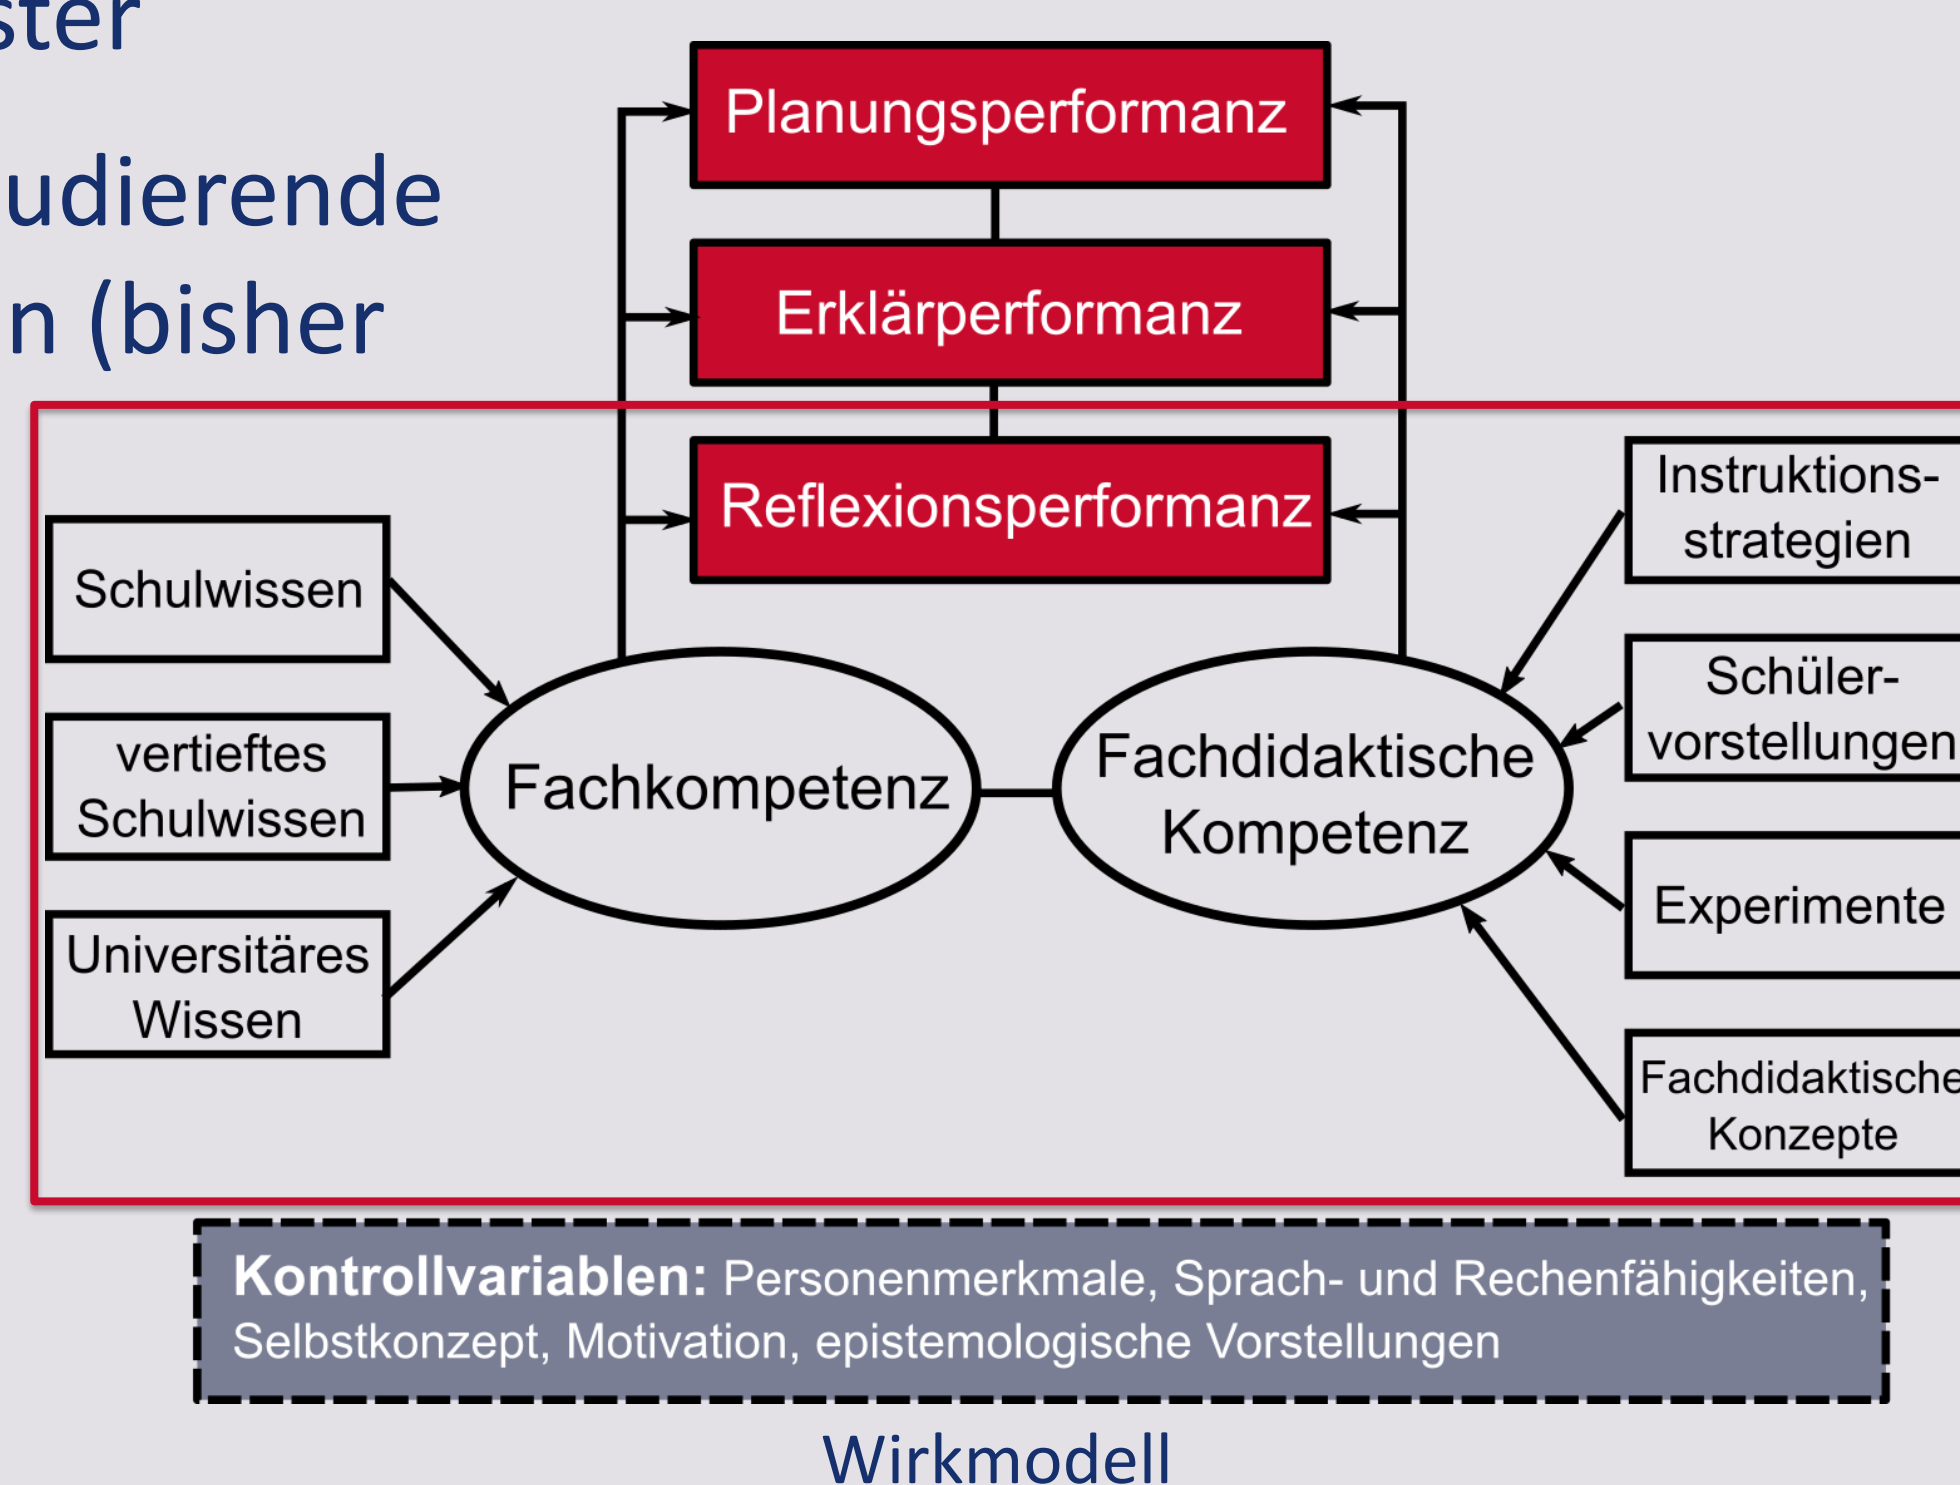 ster
udierende
n (bisher
Planungsperformanz
Erklärperformanz
Reflexionsperformanz
Schulwissen
vertieftes
Schulwissen
Universitäres
Wissen
Fachkompetenz
Fachdidaktische
Kompetenz
Instruktions-
strategien
Schüler-
vorstellungen
Experimente
Fachdidaktische
Konzepte
Kontrollvariablen: Personenmerkmale, Sprach- und Rechenfähigkeiten,
Selbstkonzept, Motivation, epistemologische Vorstellungen
Wirkmodell